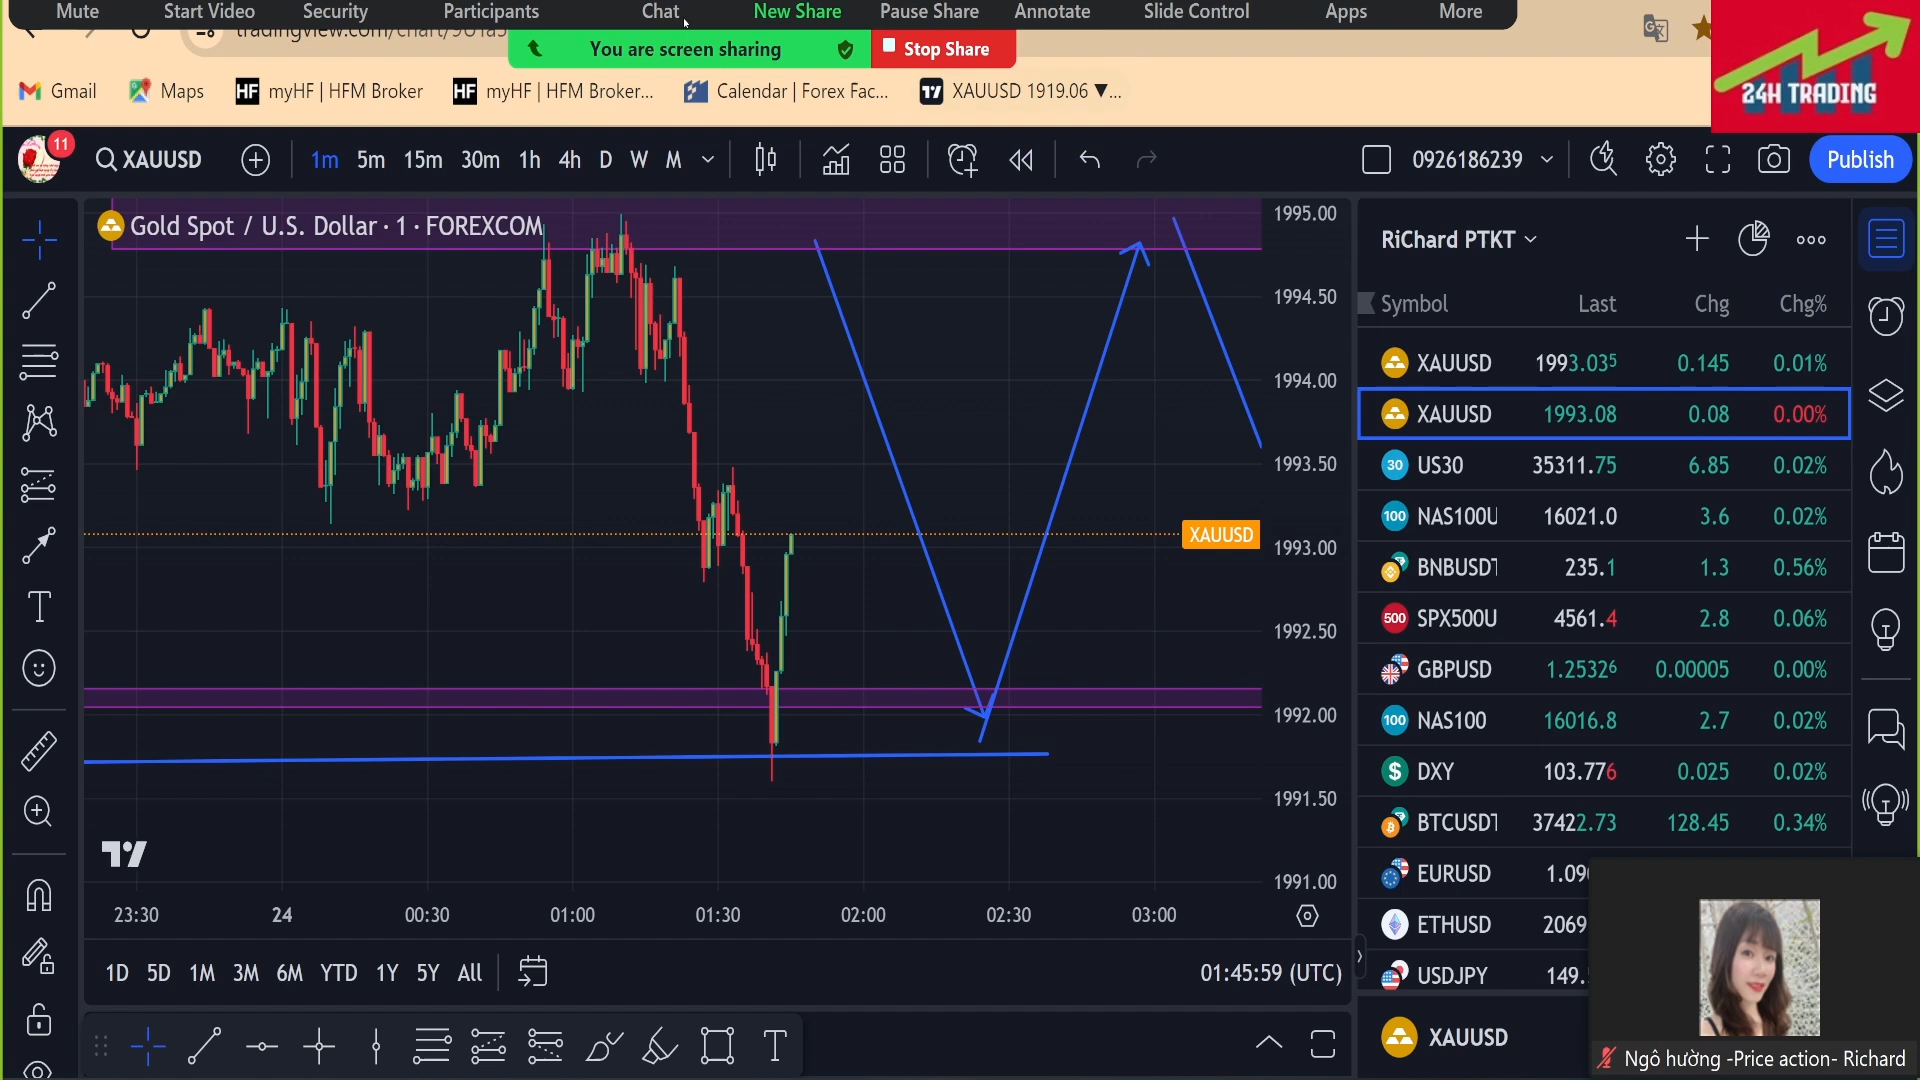 Mute Start Video Security Participants Chat New Share Pause Share Annotate Slide Control Apps More
You are screen sharing Stop Share
Gmail Maps HF myHF | HFM Broker HF myHF | HFM Broker... Calendar | Forex Fac... XAUUSD 1919.06 ▼...
24H TRADING
11
XAUUSD 1m 5m 15m 30m 1h 4h D W M 0926186239 Publish
Gold Spot / U.S. Dollar · 1 · FOREXCOM
1995.00
1994.50
1994.00
1993.50
XAUUSD
1993.00
1992.50
1992.00
1991.50
1991.00
23:30 24 00:30 01:00 01:30 02:00 02:30 03:00
1D 5D 1M 3M 6M YTD 1Y 5Y All 01:45:59 (UTC)
RiChard PTKT
Symbol Last Chg Chg%
XAUUSD 1993.035 0.145 0.01%
XAUUSD 1993.08 0.08 0.00%
30 US30 35311.75 6.85 0.02%
100 NAS100U 16021.0 3.6 0.02%
BNBUSDT 235.1 1.3 0.56%
500 SPX500U 4561.4 2.8 0.06%
GBPUSD 1.25326 0.00005 0.00%
100 NAS100 16016.8 2.7 0.02%
$ DXY 103.776 0.025 0.02%
BTCUSDT 37422.73 128.45 0.34%
EURUSD
ETHUSD 2069
USDJPY 149.
XAUUSD
Ngô hường -Price action- Richard